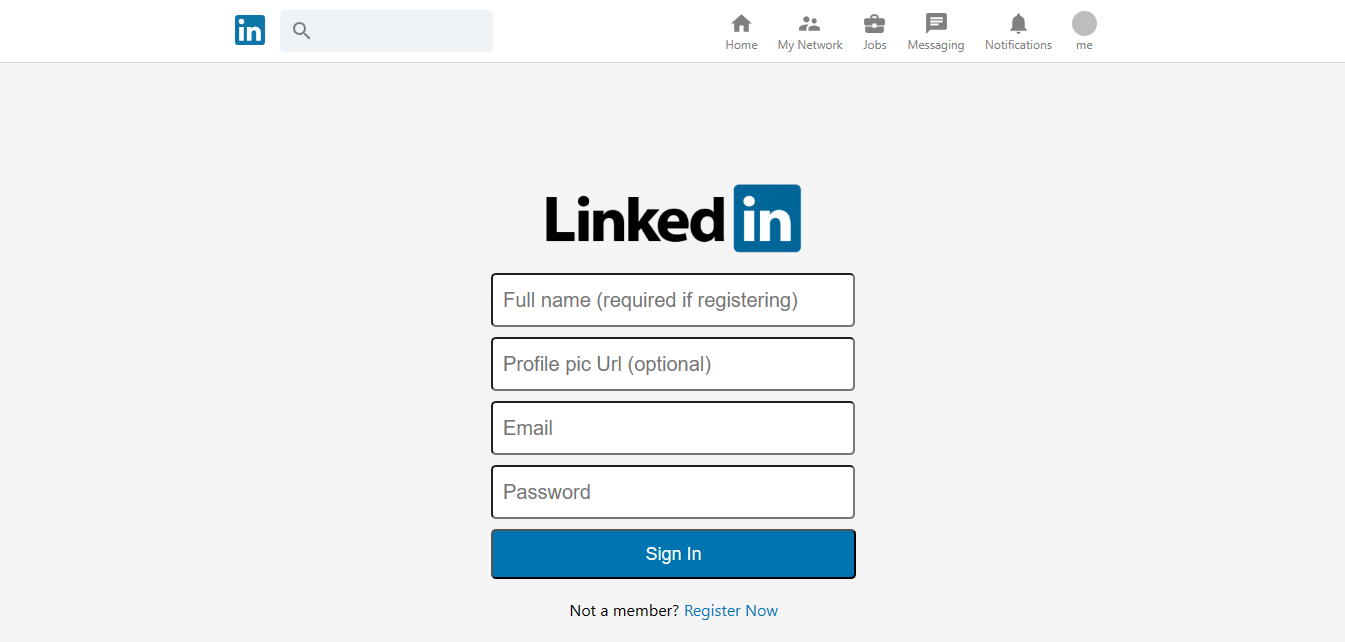 in
Home My Network Jobs Messaging Notifications me
Linked in
Full name (required if registering)
Profile pic Url (optional)
Email
Password
Sign In
Not a member? Register Now